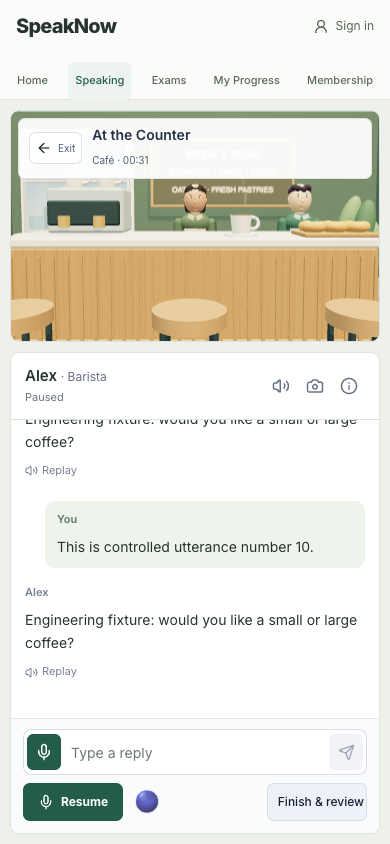 SpeakNow
Sign in
Home
Speaking
Exams
My Progress
Membership
Exit
At the Counter
Café · 00:31
FRESH PASTRIES
Alex · Barista
Paused
Engineering fixture: would you like a small or large
coffee?
Replay
You
This is controlled utterance number 10.
Alex
Engineering fixture: would you like a small or large
coffee?
Replay
Type a reply
Resume
Finish & review